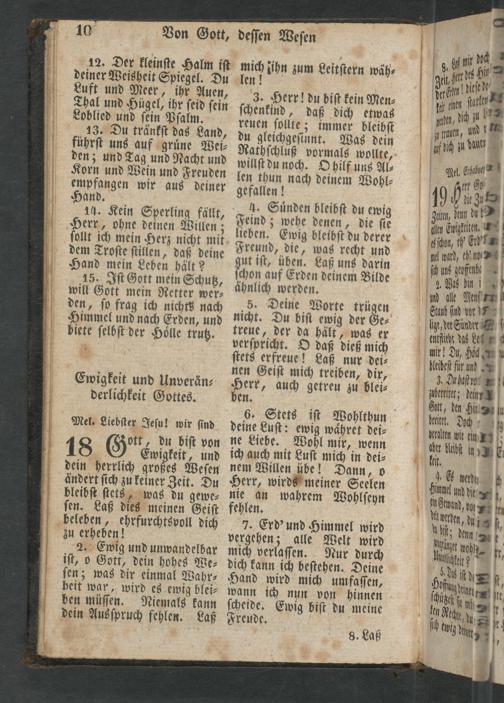 10
Von Gott, dessen Wesen
12. Der kleinste Halm ist
deiner Weisheit Spiegel. Du
Luft und Meer, ihr Auen,
Thal und Hügel, ihr seid sein
Loblied und sein Psalm.
13. Du tränkst das Land,
führst uns auf grüne Wei-
den; und Tag und Nacht und
Korn und Wein und Freuden
empfangen wir aus deiner
Hand.
14. Kein Sperling fällt,
Herr, ohne deinen Willen;
sollt ich mein Herz nicht mit
dem Troste stillen, daß deine
Hand mein Leben hält?
15. Ist Gott mein Schutz,
will Gott mein Retter wer-
den, so frag ich nichts nach
Himmel und nach Erden, und
biete selbst der Hölle trutz.
Ewigkeit und Unverän-
derlichkeit Gottes.
Mel. Liebster Jesu! wir sind
18 Gott, du bist von
Ewigkeit, und
dein herrlich großes Wesen
ändert sich zu keiner Zeit. Du
bleibst stets, was du gewe-
sen. Laß dies meinen Geist
beleben, ehrfurchtsvoll dich
zu erheben!
2. Ewig und unwandelbar
ist, o Gott, dein hohes We-
sen; was dir einmal Wahr-
heit war, wird es ewig blei-
ben müssen. Niemals kann
dein Ausspruch fehlen. Laß
mich ihn zum Leitstern wäh-
len!
3. Herr! du bist kein Men-
schenkind, daß dich etwas
reuen sollte; immer bleibst
du gleichgesinnt. Was dein
Rathschluß vormals wollte,
willst du noch. O hilf uns Al-
len thun nach deinem Wohl-
gefallen!
4. Sünden bleibst du ewig
Feind; wehe denen, die sie
lieben. Ewig bleibst du derer
Freund, die, was recht und
gut ist, üben. Laß uns darin
schon auf Erden deinem Bilde
ähnlich werden.
5. Deine Worte trügen
nicht. Du bist ewig der Ge-
treue, der da hält, was er
verspricht. O daß dieß mich
stets erfreue! Laß nur dei-
nen Geist mich treiben, dir,
Herr, auch getreu zu blei-
ben.
6. Stets ist Wohlthun
deine Lust: ewig währet dei-
ne Liebe. Wohl mir, wenn
ich auch mit Lust mich in dei-
nem Willen übe! Dann, o
Herr, wirds meiner Seelen
nie an wahrem Wohlseyn
fehlen.
7. Erd' und Himmel wird
vergehen; alle Welt wird
mich verlassen. Nur durch
dich kann ich bestehen. Deine
Hand wird mich umfassen,
wann ich nun von hinnen
scheide. Ewig bist du meine
Freude.
8. Laß
8. Laß mir doch
19 Herr
2. Was bin i
und alle